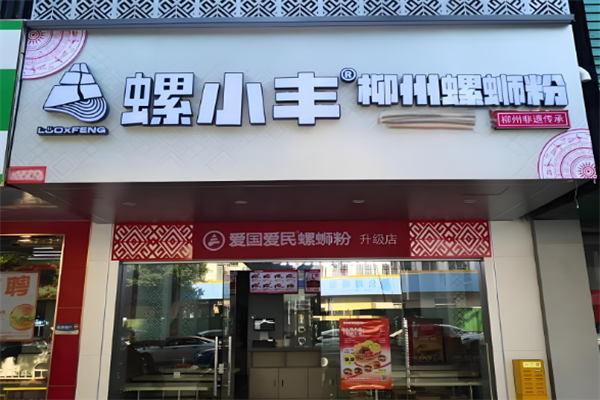 螺小丰®柳州螺蛳粉
LUOXFENG
柳州非遗传承
爱国爱民螺蛳粉 升级店
聘